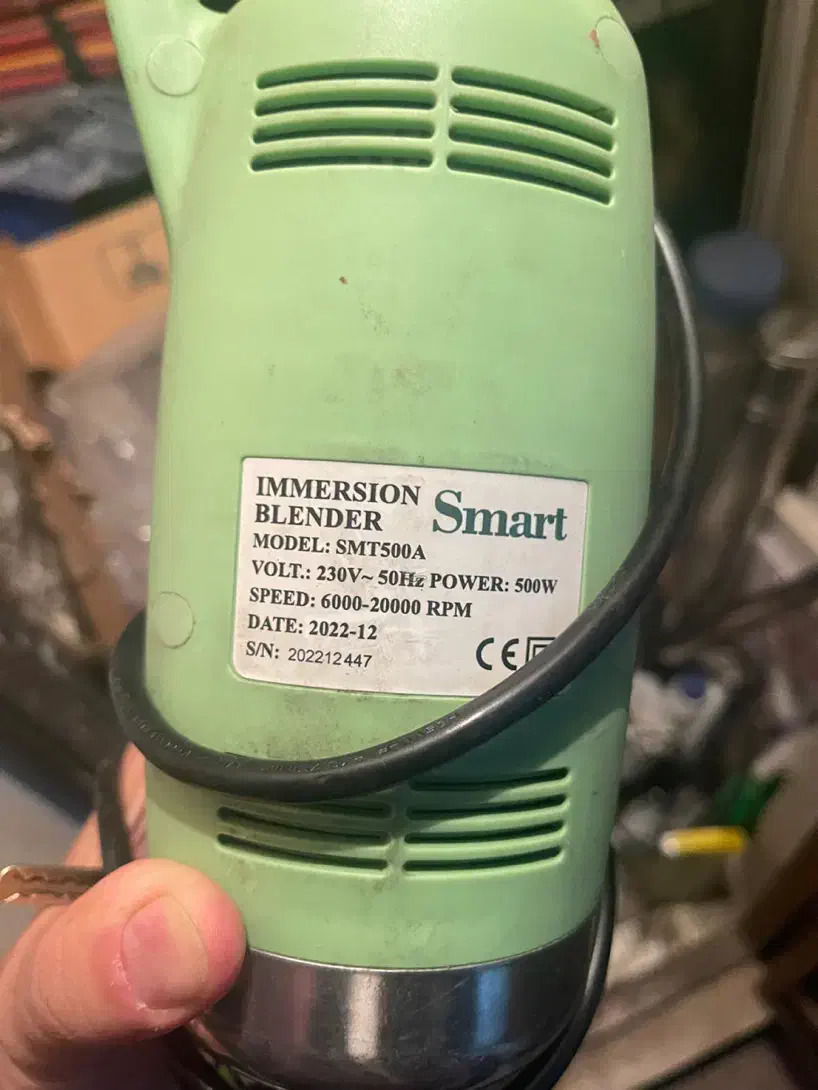 IMMERSION
BLENDER
Smart
MODEL: SMT500A
VOLT.: 230V~ 50Hz POWER: 500W
SPEED: 6000-20000 RPM
DATE: 2022-12
S/N: 202212447
CE